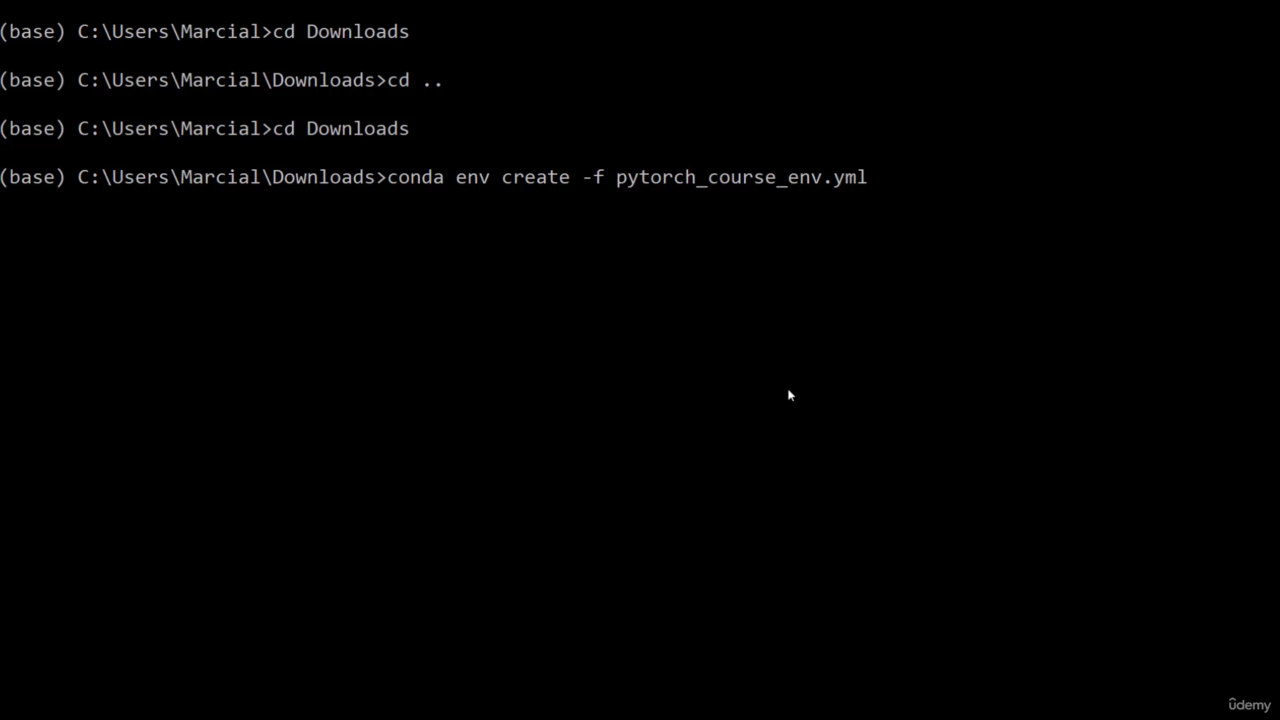 (base) C:\Users\Marcial>cd Downloads
(base) C:\Users\Marcial\Downloads>cd ..
(base) C:\Users\Marcial>cd Downloads
(base) C:\Users\Marcial\Downloads>conda env create -f pytorch_course_env.yml
ûdemy